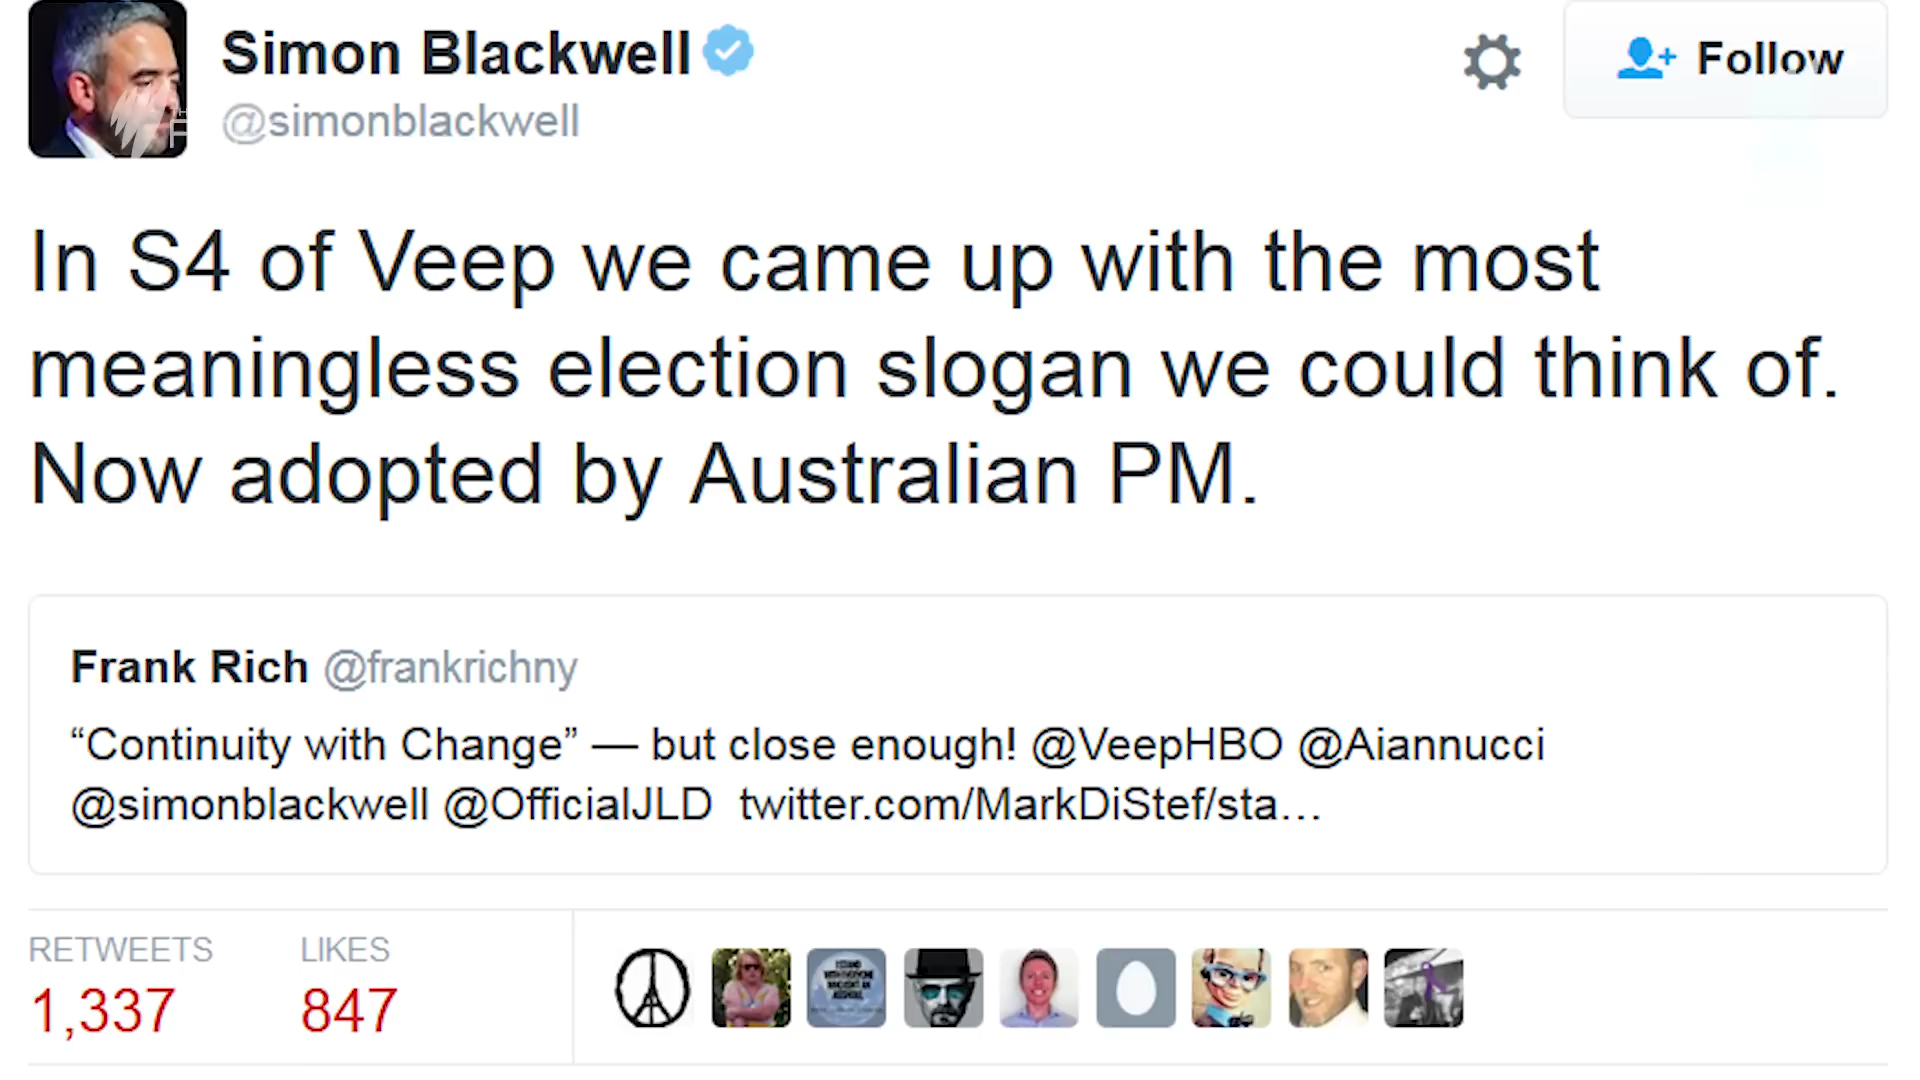 Simon Blackwell
@simonblackwell
Follow
In S4 of Veep we came up with the most
meaningless election slogan we could think of.
Now adopted by Australian PM.
Frank Rich @frankrichny
“Continuity with Change” — but close enough! @VeepHBO @Aiannucci
@simonblackwell @OfficialJLD twitter.com/MarkDiStef/sta…
RETWEETS LIKES
1,337 847